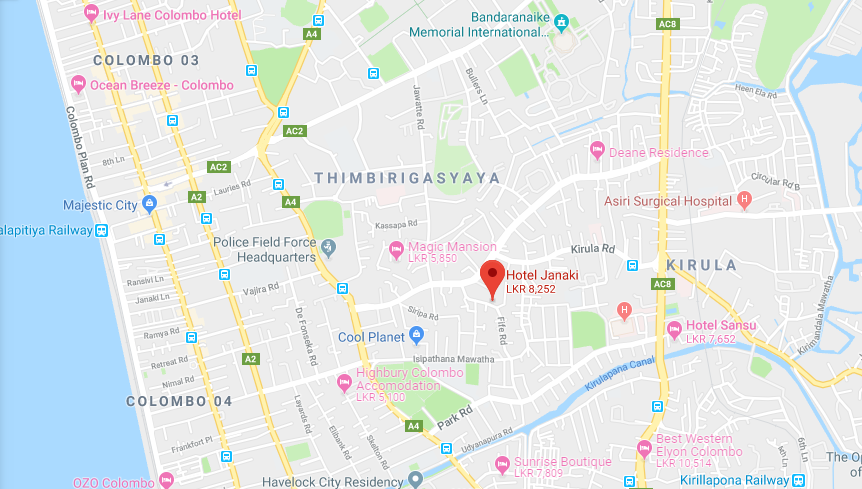 Ivy Lane Colombo Hotel
Bandaranaike
Memorial International...
A4
AC8
COLOMBO 03
Ocean Breeze - Colombo
Bullers Ln
Jawatte Rd
Heen Ela Rd
Colombo Plan Rd
AC2
8th Ln
Deane Residence
AC2
Lauries Rd
THIMBIRIGASYAYA
Circular Rd B
A2
A4
Asiri Surgical Hospital
H
Majestic City
Kassapa Rd
alapitiya Railway
Police Field Force
Headquarters
Magic Mansion
LKR 5,850
Kirula Rd
KIRULA
Hotel Janaki
LKR 8,252
AC8
Ransivi Ln
Janaki Ln
Vajira Rd
Siripa Rd
Fife Rd
H
Kirimandala Mawatha
Hotel Sansu
LKR 7,652
Ramya Rd
De Fonseka Rd
Cool Planet
A2
Isipathana Mawatha
Retreat Rd
Nimal Rd
Highbury Colombo
Accomodation
LKR 5,100
Kirulapana Canal
COLOMBO 04
Layards Rd
Elibank Rd
Skelton Rd
Park Rd
A4
Udyanapura Rd
Frankfort Pl
Best Western
Elyon Colombo
LKR 10,514
6th Ln
The Op
of
OZO Colombo
Havelock City Residency
Sunrise Boutique
LKR 7,809
Kirillapona Railway